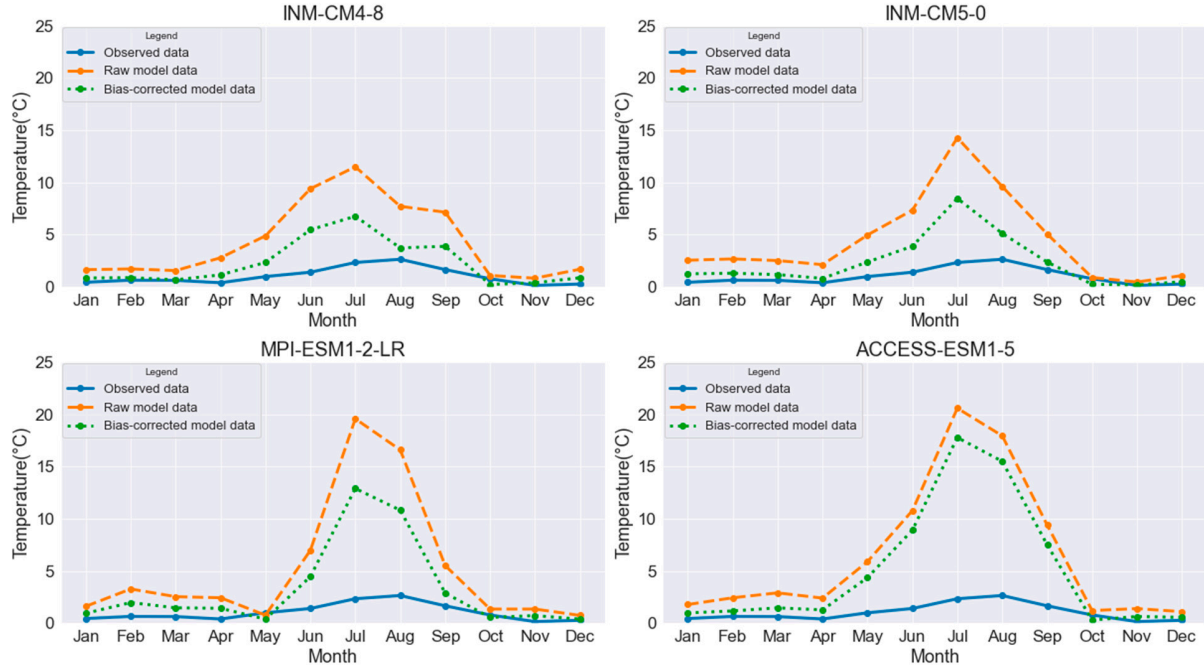 INM-CM4-8
25
20
15
10
5
0
Temperature(°C)
Legend
Observed data
Raw model data
Bias-corrected model data
Jan Feb Mar Apr May Jun Jul Aug Sep Oct Nov Dec
Month
INM-CM5-0
25
20
15
10
5
0
Temperature(°C)
Legend
Observed data
Raw model data
Bias-corrected model data
Jan Feb Mar Apr May Jun Jul Aug Sep Oct Nov Dec
Month
MPI-ESM1-2-LR
25
20
15
10
5
0
Temperature(°C)
Legend
Observed data
Raw model data
Bias-corrected model data
Jan Feb Mar Apr May Jun Jul Aug Sep Oct Nov Dec
Month
ACCESS-ESM1-5
25
20
15
10
5
0
Temperature(°C)
Legend
Observed data
Raw model data
Bias-corrected model data
Jan Feb Mar Apr May Jun Jul Aug Sep Oct Nov Dec
Month